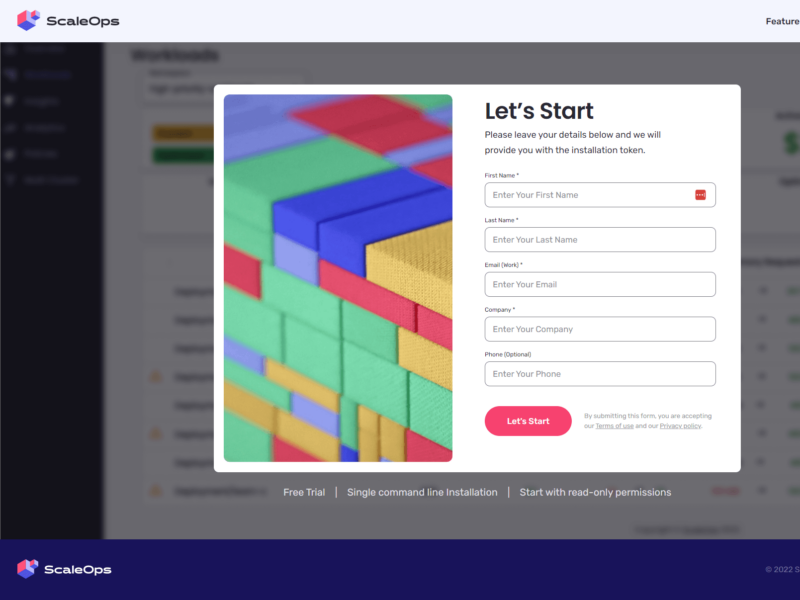 ScaleOps
Feature
Workloads
Let's Start
Please leave your details below and we will
provide you with the installation token.
First Name *
Enter Your First Name
Last Name *
Enter Your Last Name
Email (Work) *
Enter Your Email
Company *
Enter Your Company
Phone (Optional)
Enter Your Phone
Let's Start
By submitting this form, you are accepting
our Terms of use and our Privacy policy.
Free Trial | Single command line Installation | Start with read-only permissions
ScaleOps
© 2022 S